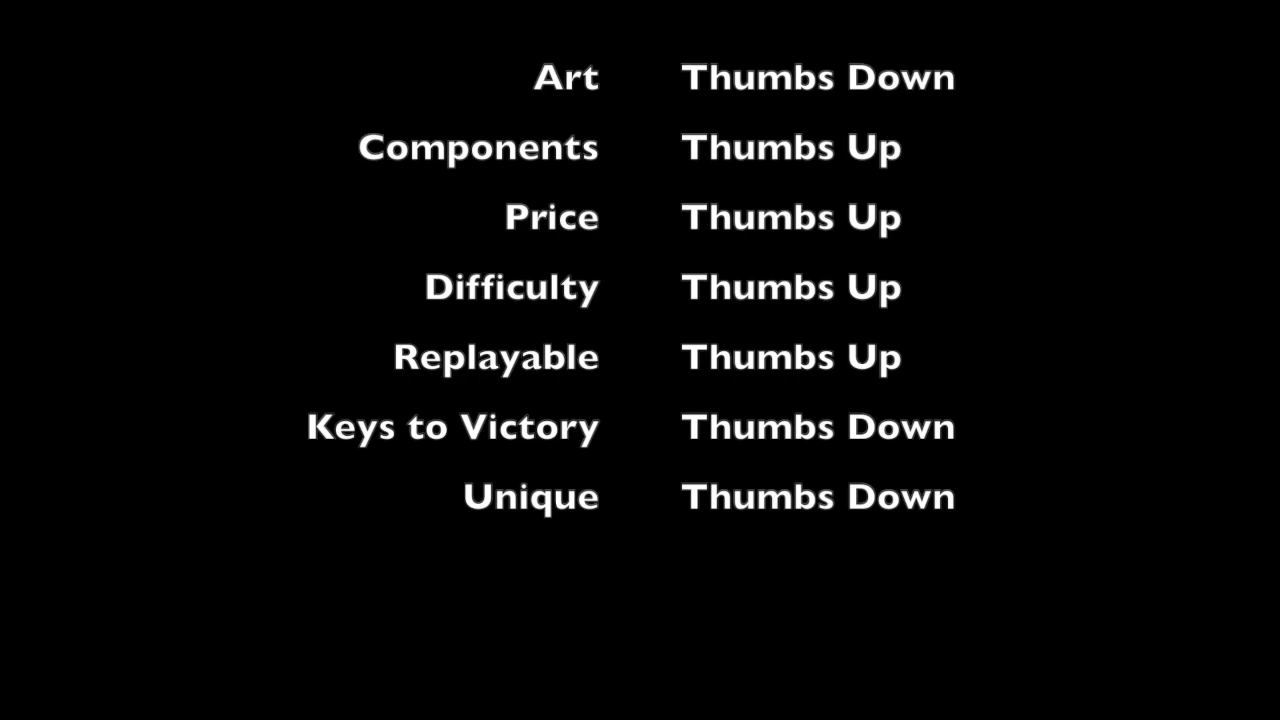 Art Thumbs Down
Components Thumbs Up
Price Thumbs Up
Difficulty Thumbs Up
Replayable Thumbs Up
Keys to Victory Thumbs Down
Unique Thumbs Down